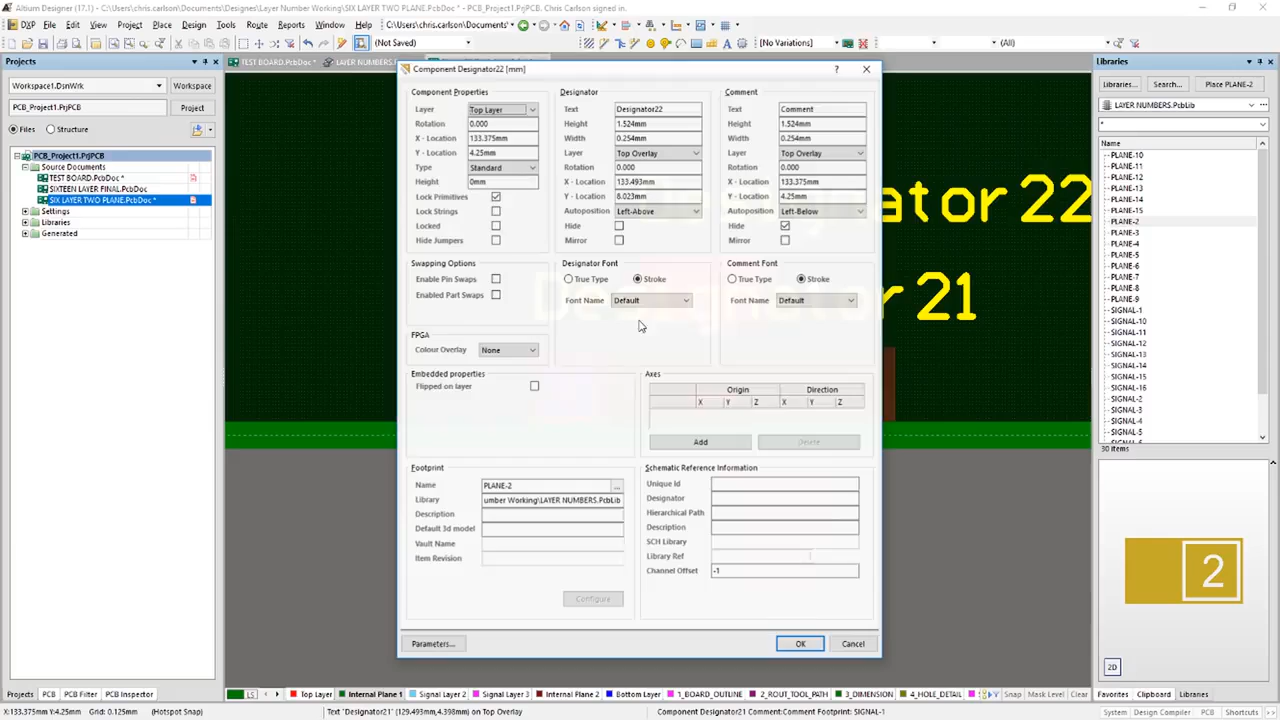 Altium Designer (17.1) - C:\Users\chris.carlson\Documents\Designes\Layer Number Working\SIX LAYER TWO PLANE.PcbDoc * - PCB_Project1.PrjPCB. Chris Carlson signed in.
DXP File Edit View Project Place Design Tools Layer Route Reports Window Help C:\Users\chris.carlson\Documents'
(Not Saved) [No Variations] (All)
Projects TEST BOARD.PcbDoc * LAYER NUMBERS. Libraries
Component Designator22 [mm] ?
Workspace1.DsnWrk Workspace
Libraries... Search... Place PLANE-2
PCB_Project1.PrjPCB Project
LAYER NUMBERS.PcbLib
Files Structure
*
PCB_Project1.PrjPCB
Source Documents
TEST BOARD.PcbDoc *
SIXTEEN LAYER FINAL.PcbDoc
SIX LAYER TWO PLANE.PcbDoc *
Settings
Libraries
Generated
Component Properties
Layer Top Layer
Rotation 0.000
X - Location 133.375mm
Y - Location 4.25mm
Type Standard
Height 0mm
Lock Primitives
Lock Strings
Locked
Hide Jumpers
Designator
Text Designator22
Height 1.524mm
Width 0.254mm
Layer Top Overlay
Rotation 0.000
X - Location 133.493mm
Y - Location 8.023mm
Autoposition Left-Above
Hide
Mirror
Comment
Text Comment
Height 1.524mm
Width 0.254mm
Layer Top Overlay
Rotation 0.000
X - Location 133.375mm
Y - Location 4.25mm
Autoposition Left-Below
Hide
Mirror
Swapping Options
Enable Pin Swaps
Enabled Part Swaps
Designator Font
True Type Stroke
Font Name Default
Comment Font
True Type Stroke
Font Name Default
FPGA
Colour Overlay None
Embedded properties
Flipped on layer
Axes
Origin Direction
X Y Z X Y Z
Add Delete
Footprint
Name PLANE-2 ...
Library umber Working\LAYER NUMBERS.PcbLib
Description
Default 3d model
Vault Name
Item Revision
Configure
Schematic Reference Information
Unique Id
Designator
Hierarchical Path
Description
SCH Library
Library Ref
Channel Offset -1
Parameters... OK Cancel
ator 22
r 21
Name
PLANE-10
PLANE-11
PLANE-12
PLANE-13
PLANE-14
PLANE-15
PLANE-2
PLANE-3
PLANE-4
PLANE-5
PLANE-6
PLANE-7
PLANE-8
PLANE-9
SIGNAL-1
SIGNAL-10
SIGNAL-11
SIGNAL-12
SIGNAL-13
SIGNAL-14
SIGNAL-15
SIGNAL-16
SIGNAL-2
SIGNAL-3
SIGNAL-4
SIGNAL-5
SIGNAL-6
30 items
2
2D
Projects PCB PCB Filter PCB Inspector LS Top Layer Internal Plane 1 Signal Layer 2 Signal Layer 3 Internal Plane 2 Bottom Layer 1_BOARD_OUTLINE 2_ROUT_TOOL_PATH 3_DIMENSION 4_HOLE_DETAIL Snap Mask Level Clear Favorites Clipboard Libraries
X:133.375mm Y:4.25mm Grid: 0.125mm (Hotspot Snap) Text "Designator21" (129.493mm,4.398mm) on Top Overlay Component Designator21 Comment:Comment Footprint: SIGNAL-1 System Design Compiler PCB Shortcuts >>